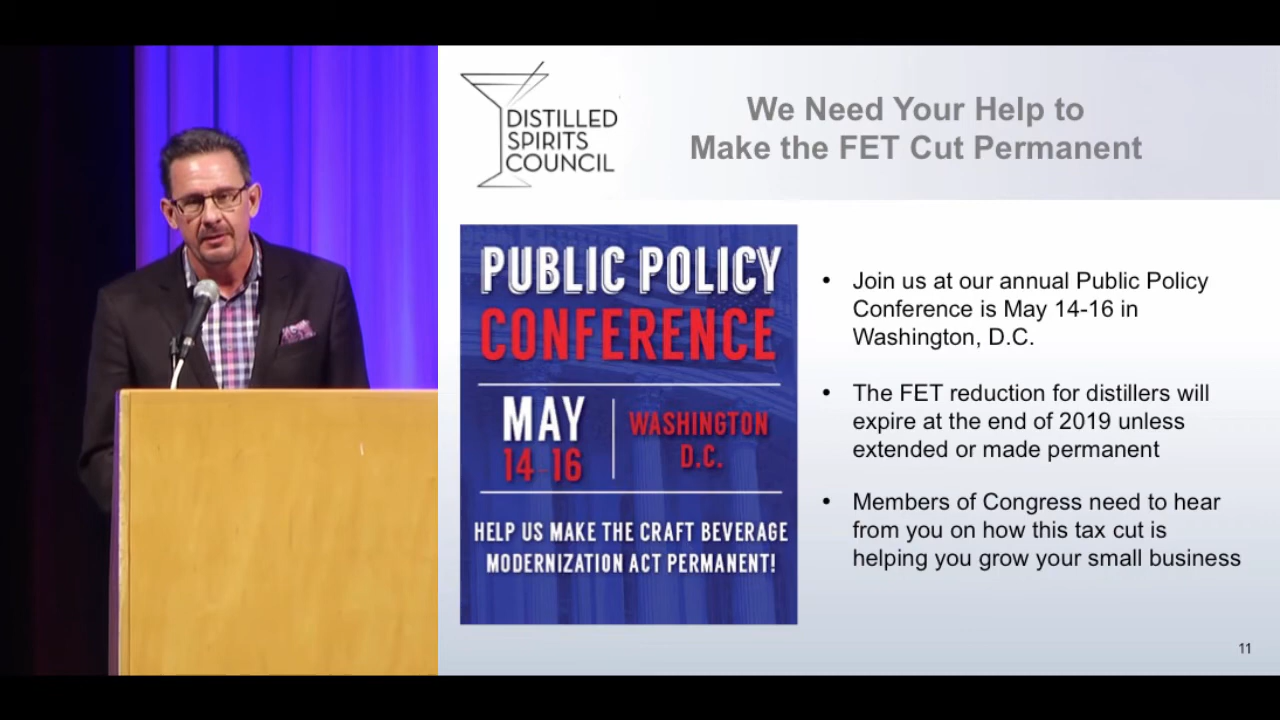 DISTILLED
SPIRITS
COUNCIL
We Need Your Help to
Make the FET Cut Permanent
PUBLIC POLICY
CONFERENCE
MAY
14-16
WASHINGTON
D.C.
HELP US MAKE THE CRAFT BEVERAGE
MODERNIZATION ACT PERMANENT!
• Join us at our annual Public Policy
Conference is May 14-16 in
Washington, D.C.
• The FET reduction for distillers will
expire at the end of 2019 unless
extended or made permanent
• Members of Congress need to hear
from you on how this tax cut is
helping you grow your small business
11